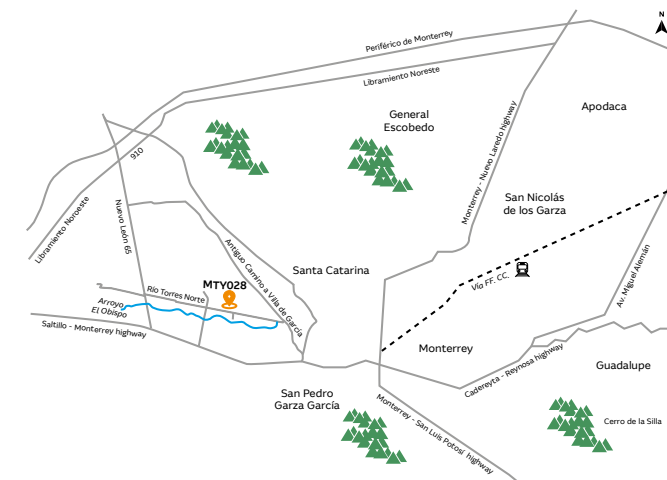 N
Periférico de Monterrey
Libramiento Noreste
General
Escobedo
Apodaca
910
Monterrey - Nuevo Laredo highway
San Nicolás
de los Garza
Libramiento Noroeste
Nuevo León 65
Antiguo Camino a Villa de García
Santa Catarina
Vía FF. CC.
Av. Miguel Alemán
MTY028
Río Torres Norte
Arroyo
El Obispo
Saltillo - Monterrey highway
Monterrey
Cadereyta - Reynosa highway
Guadalupe
San Pedro
Garza García
Monterrey - San Luis Potosí highway
Cerro de la Silla